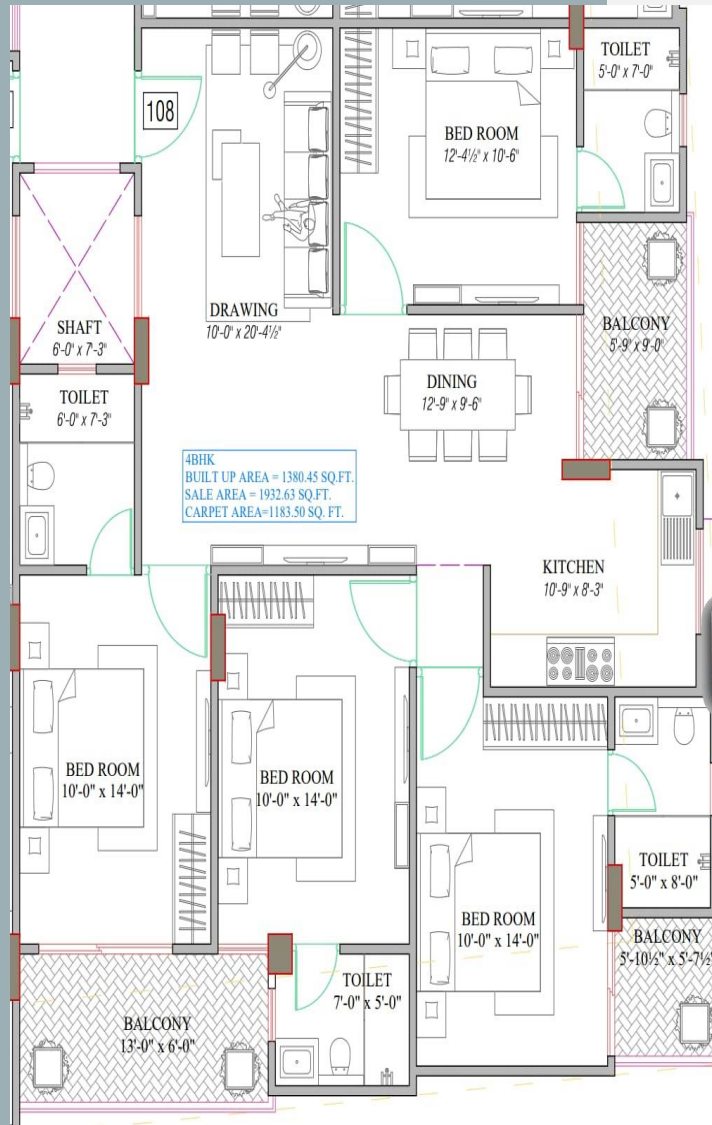 TOILET
5'-0" x 7'-0"
108
BED ROOM
12'-4½" x 10'-6"
DRAWING
10'-0" x 20'-4½"
SHAFT
6'-0" x 7'-3"
BALCONY
5'-9" x 9'-0"
TOILET
6'-0" x 7'-3"
DINING
12'-9" x 9'-6"
4BHK
BUILT UP AREA = 1380.45 SQ.FT.
SALE AREA = 1932.63 SQ.FT.
CARPET AREA=1183.50 SQ. FT.
KITCHEN
10'-9" x 8'-3"
BED ROOM
10'-0" x 14'-0"
BED ROOM
10'-0" x 14'-0"
BED ROOM
10'-0" x 14'-0"
TOILET
5'-0" x 8'-0"
BALCONY
5'-10½" x 5'-7½"
TOILET
7'-0" x 5'-0"
BALCONY
13'-0" x 6'-0"